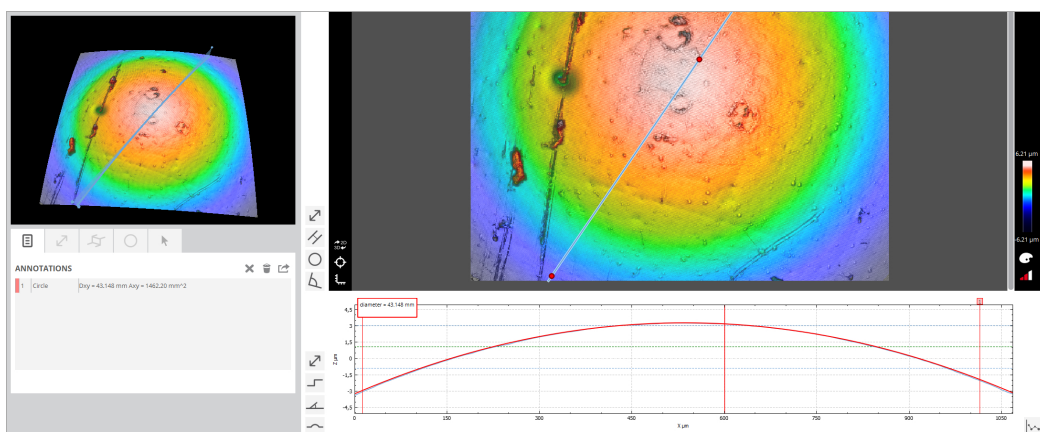 ANNOTATIONS
1 Circle Dxy = 43.148 mm Axy = 1462.20 mm^2
2D
3D
6.21 µm
-6.21 µm
diameter = 43.148 mm
4,5
3
1,5
0
-1,5
-3
-4,5
Z µm
0 150 300 450 600 750 900 1050
X µm